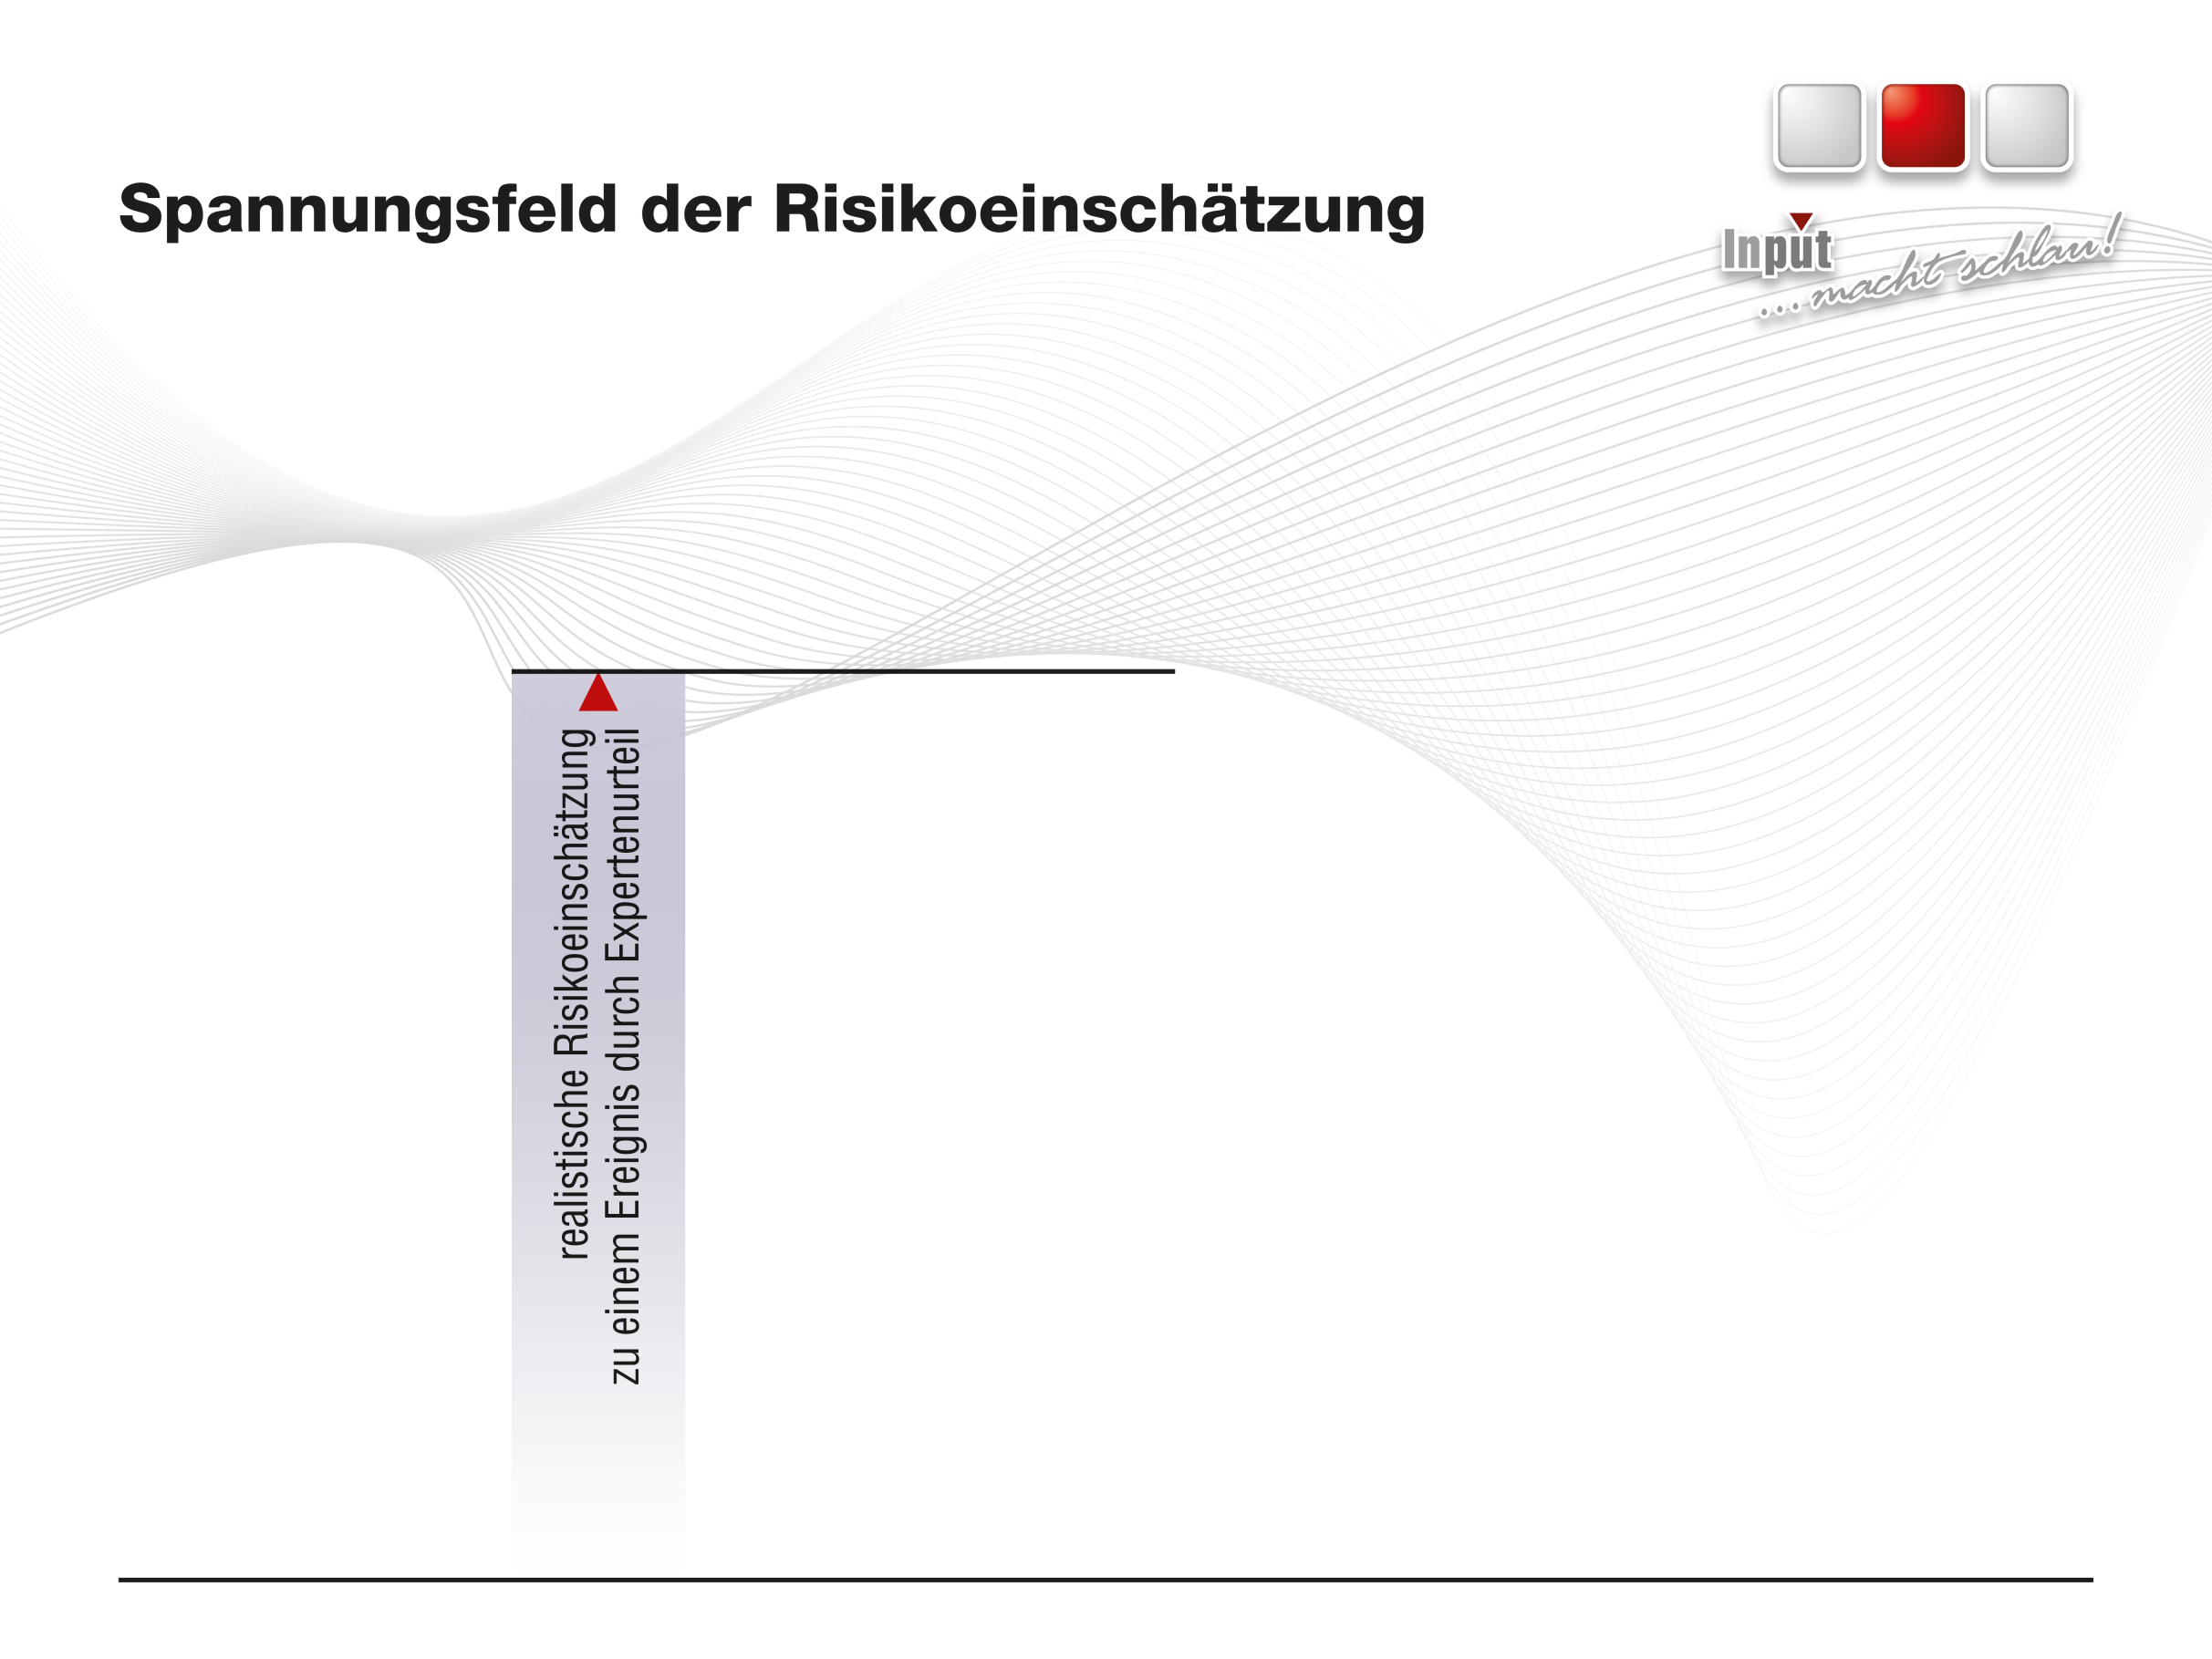 Spannungsfeld der Risikoeinschätzung
Input
... macht schlau!
realistische Risikoeinschätzung
zu einem Ereignis durch Expertenurteil